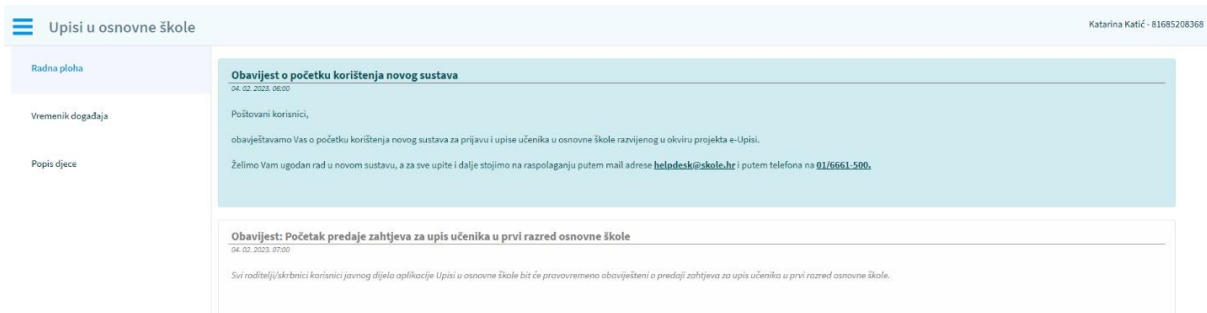 Upisi u osnovne škole
Katarina Katić - 81685208368
Radna ploha
Vremenik događaja
Popis djece
Obavijest o početku korištenja novog sustava
04. 02. 2023. 06:00
Poštovani korisnici,
obavještavamo Vas o početku korištenja novog sustava za prijavu i upise učenika u osnovne škole razvijenog u okviru projekta e-Upisi.
Želimo Vam ugodan rad u novom sustavu, a za sve upite i dalje stojimo na raspolaganju putem mail adrese helpdesk@skole.hr i putem telefona na 01/6661-500.
Obavijest: Početak predaje zahtjeva za upis učenika u prvi razred osnovne škole
04. 02. 2023. 07:00
Svi roditelji/skrbnici korisnici javnog dijela aplikacije Upisi u osnovne škole bit će pravovremeno obaviješteni o predaji zahtjeva za upis učenika u prvi razred osnovne škole.